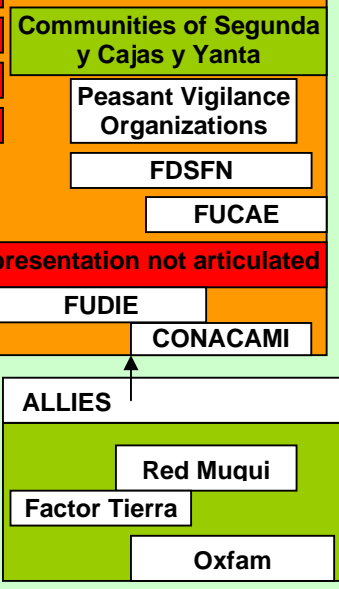 Communities of Segunda
y Cajas y Yanta
Peasant Vigilance
Organizations
FDSFN
FUCAE
presentation not articulated
FUDIE
CONACAMI
ALLIES
Red Muqui
Factor Tierra
Oxfam